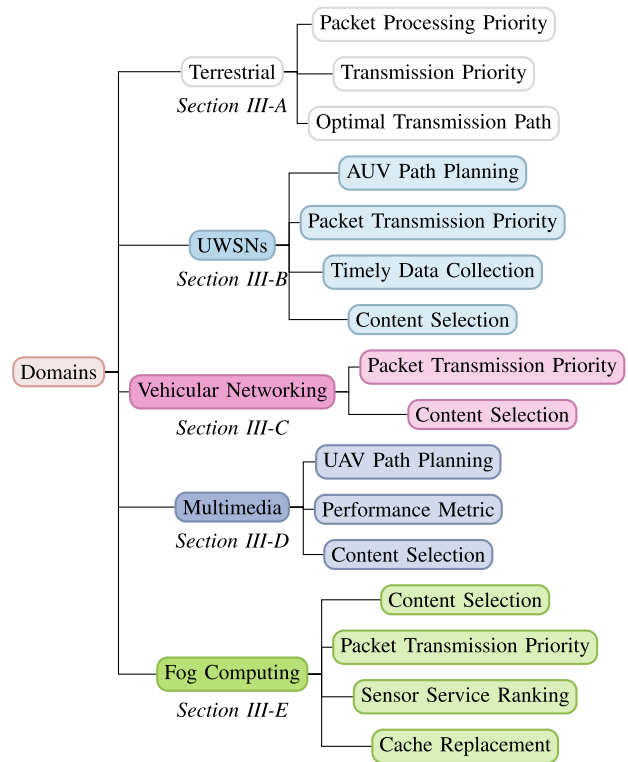 Domains
Terrestrial
Section III-A
Packet Processing Priority
Transmission Priority
Optimal Transmission Path
UWSNs
Section III-B
AUV Path Planning
Packet Transmission Priority
Timely Data Collection
Content Selection
Vehicular Networking
Section III-C
Packet Transmission Priority
Content Selection
Multimedia
Section III-D
UAV Path Planning
Performance Metric
Content Selection
Fog Computing
Section III-E
Content Selection
Packet Transmission Priority
Sensor Service Ranking
Cache Replacement